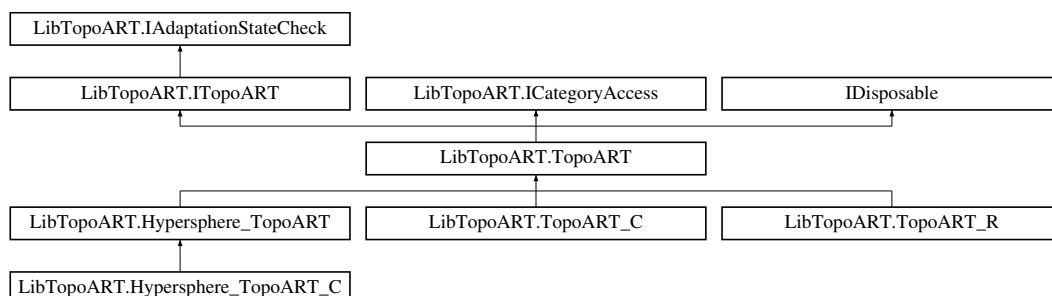 LibTopoART.IAdaptationStateCheck
LibTopoART.ITopoART
LibTopoART.ICategoryAccess
IDisposable
LibTopoART.TopoART
LibTopoART.Hypersphere_TopoART
LibTopoART.TopoART_C
LibTopoART.TopoART_R
LibTopoART.Hypersphere_TopoART_C